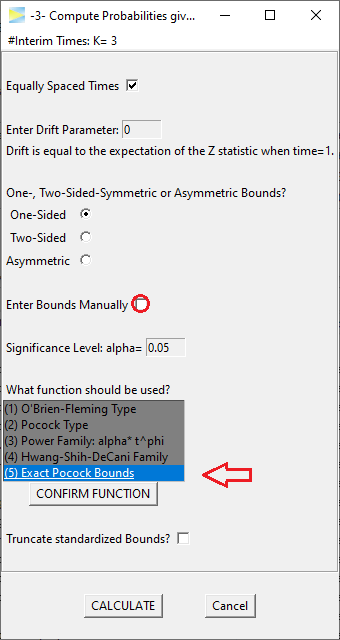 -3- Compute Probabilities giv...
#Interim Times: K= 3
Equally Spaced Times
Enter Drift Parameter: 0
Drift is equal to the expectation of the Z statistic when time=1.
One-, Two-Sided-Symmetric or Asymmetric Bounds?
One-Sided
Two-Sided
Asymmetric
Enter Bounds Manually
Significance Level: alpha= 0.05
What function should be used?
(1) O'Brien-Fleming Type
(2) Pocock Type
(3) Power Family: alpha* t^phi
(4) Hwang-Shih-DeCani Family
(5) Exact Pocock Bounds
CONFIRM FUNCTION
Truncate standardized Bounds?
CALCULATE Cancel